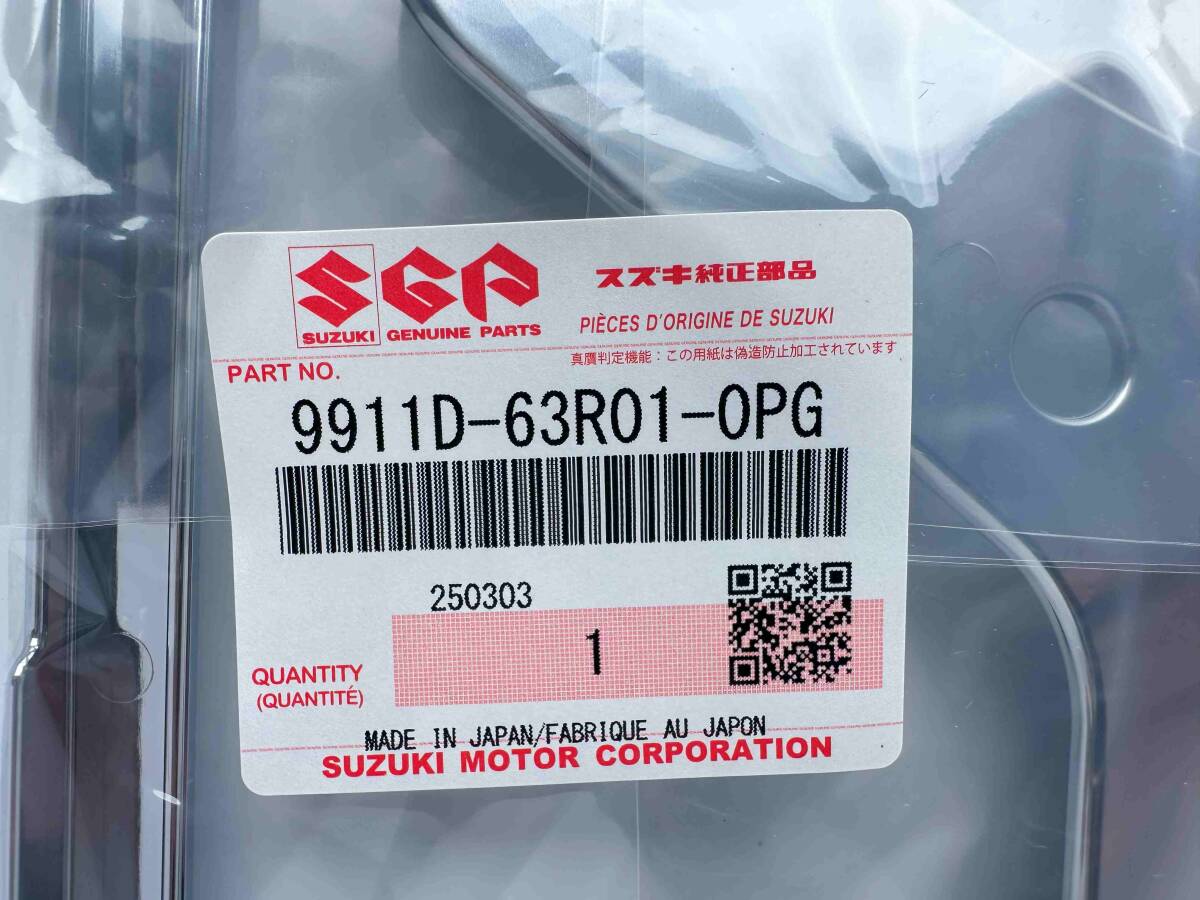 SGP
SUZUKI GENUINE PARTS
スズキ純正部品
PIÈCES D'ORIGINE DE SUZUKI
真贋判定機能：この用紙は偽造防止加工されています
PART NO.
9911D-63R01-0PG
250303
1
QUANTITY
(QUANTITÉ)
MADE IN JAPAN/FABRIQUE AU JAPON
SUZUKI MOTOR CORPORATION